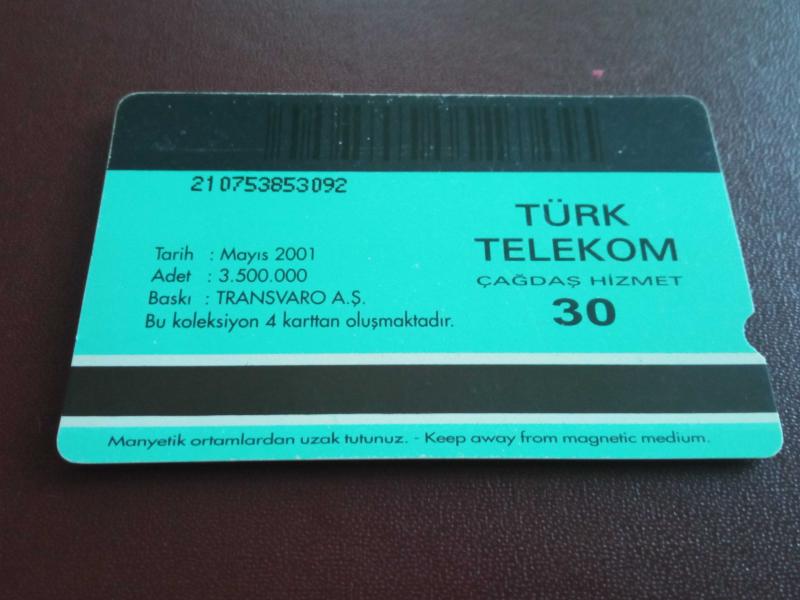 210753853092
Tarih : Mayıs 2001
Adet : 3.500.000
Baskı : TRANSVARO A.Ş.
Bu koleksiyon 4 karttan oluşmaktadır.
TÜRK
TELEKOM
ÇAĞDAŞ HİZMET
30
Manyetik ortamlardan uzak tutunuz. - Keep away from magnetic medium.